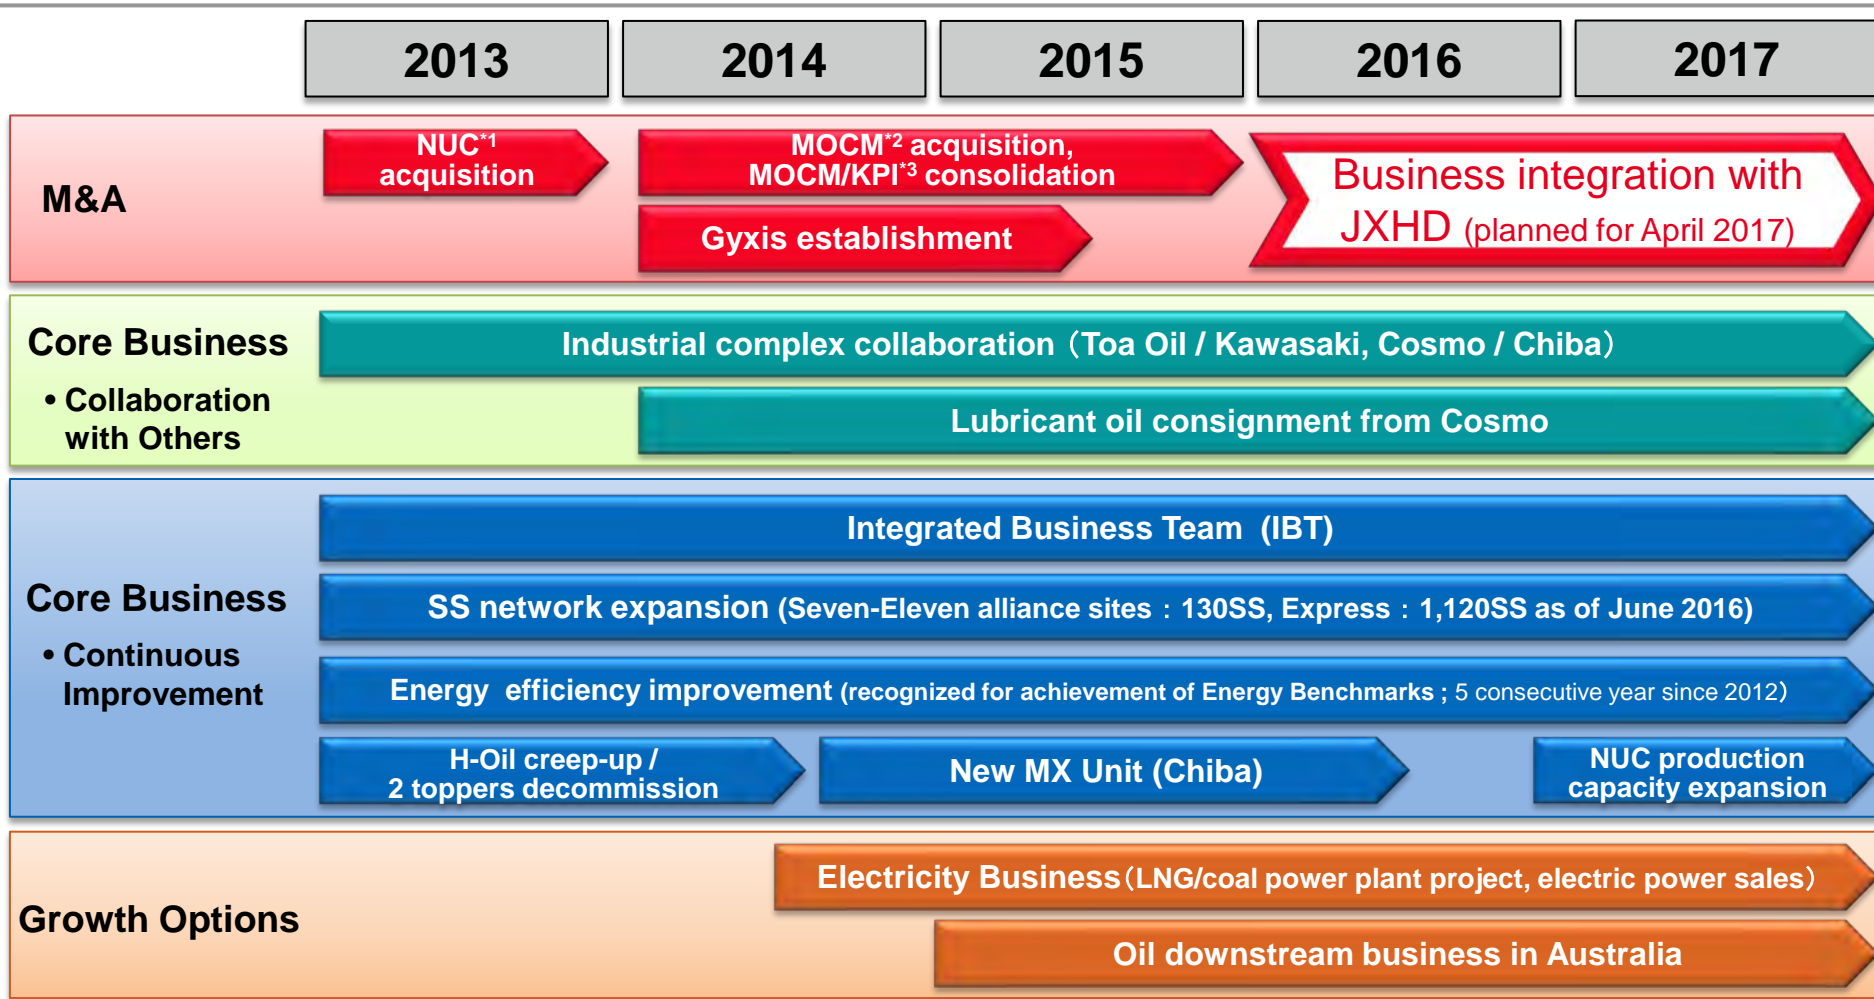 2013
2014
2015
2016
2017
M&A
NUC*1
acquisition
MOCM*2 acquisition,
MOCM/KPI*3 consolidation
Gyxis establishment
Business integration with
JXHD (planned for April 2017)
Core Business
• Collaboration
with Others
Industrial complex collaboration（Toa Oil / Kawasaki, Cosmo / Chiba）
Lubricant oil consignment from Cosmo
Core Business
• Continuous
Improvement
Integrated Business Team (IBT)
SS network expansion (Seven-Eleven alliance sites：130SS, Express：1,120SS as of June 2016)
Energy efficiency improvement (recognized for achievement of Energy Benchmarks ; 5 consecutive year since 2012）
H-Oil creep-up /
2 toppers decommission
New MX Unit (Chiba)
NUC production
capacity expansion
Growth Options
Electricity Business（LNG/coal power plant project, electric power sales）
Oil downstream business in Australia